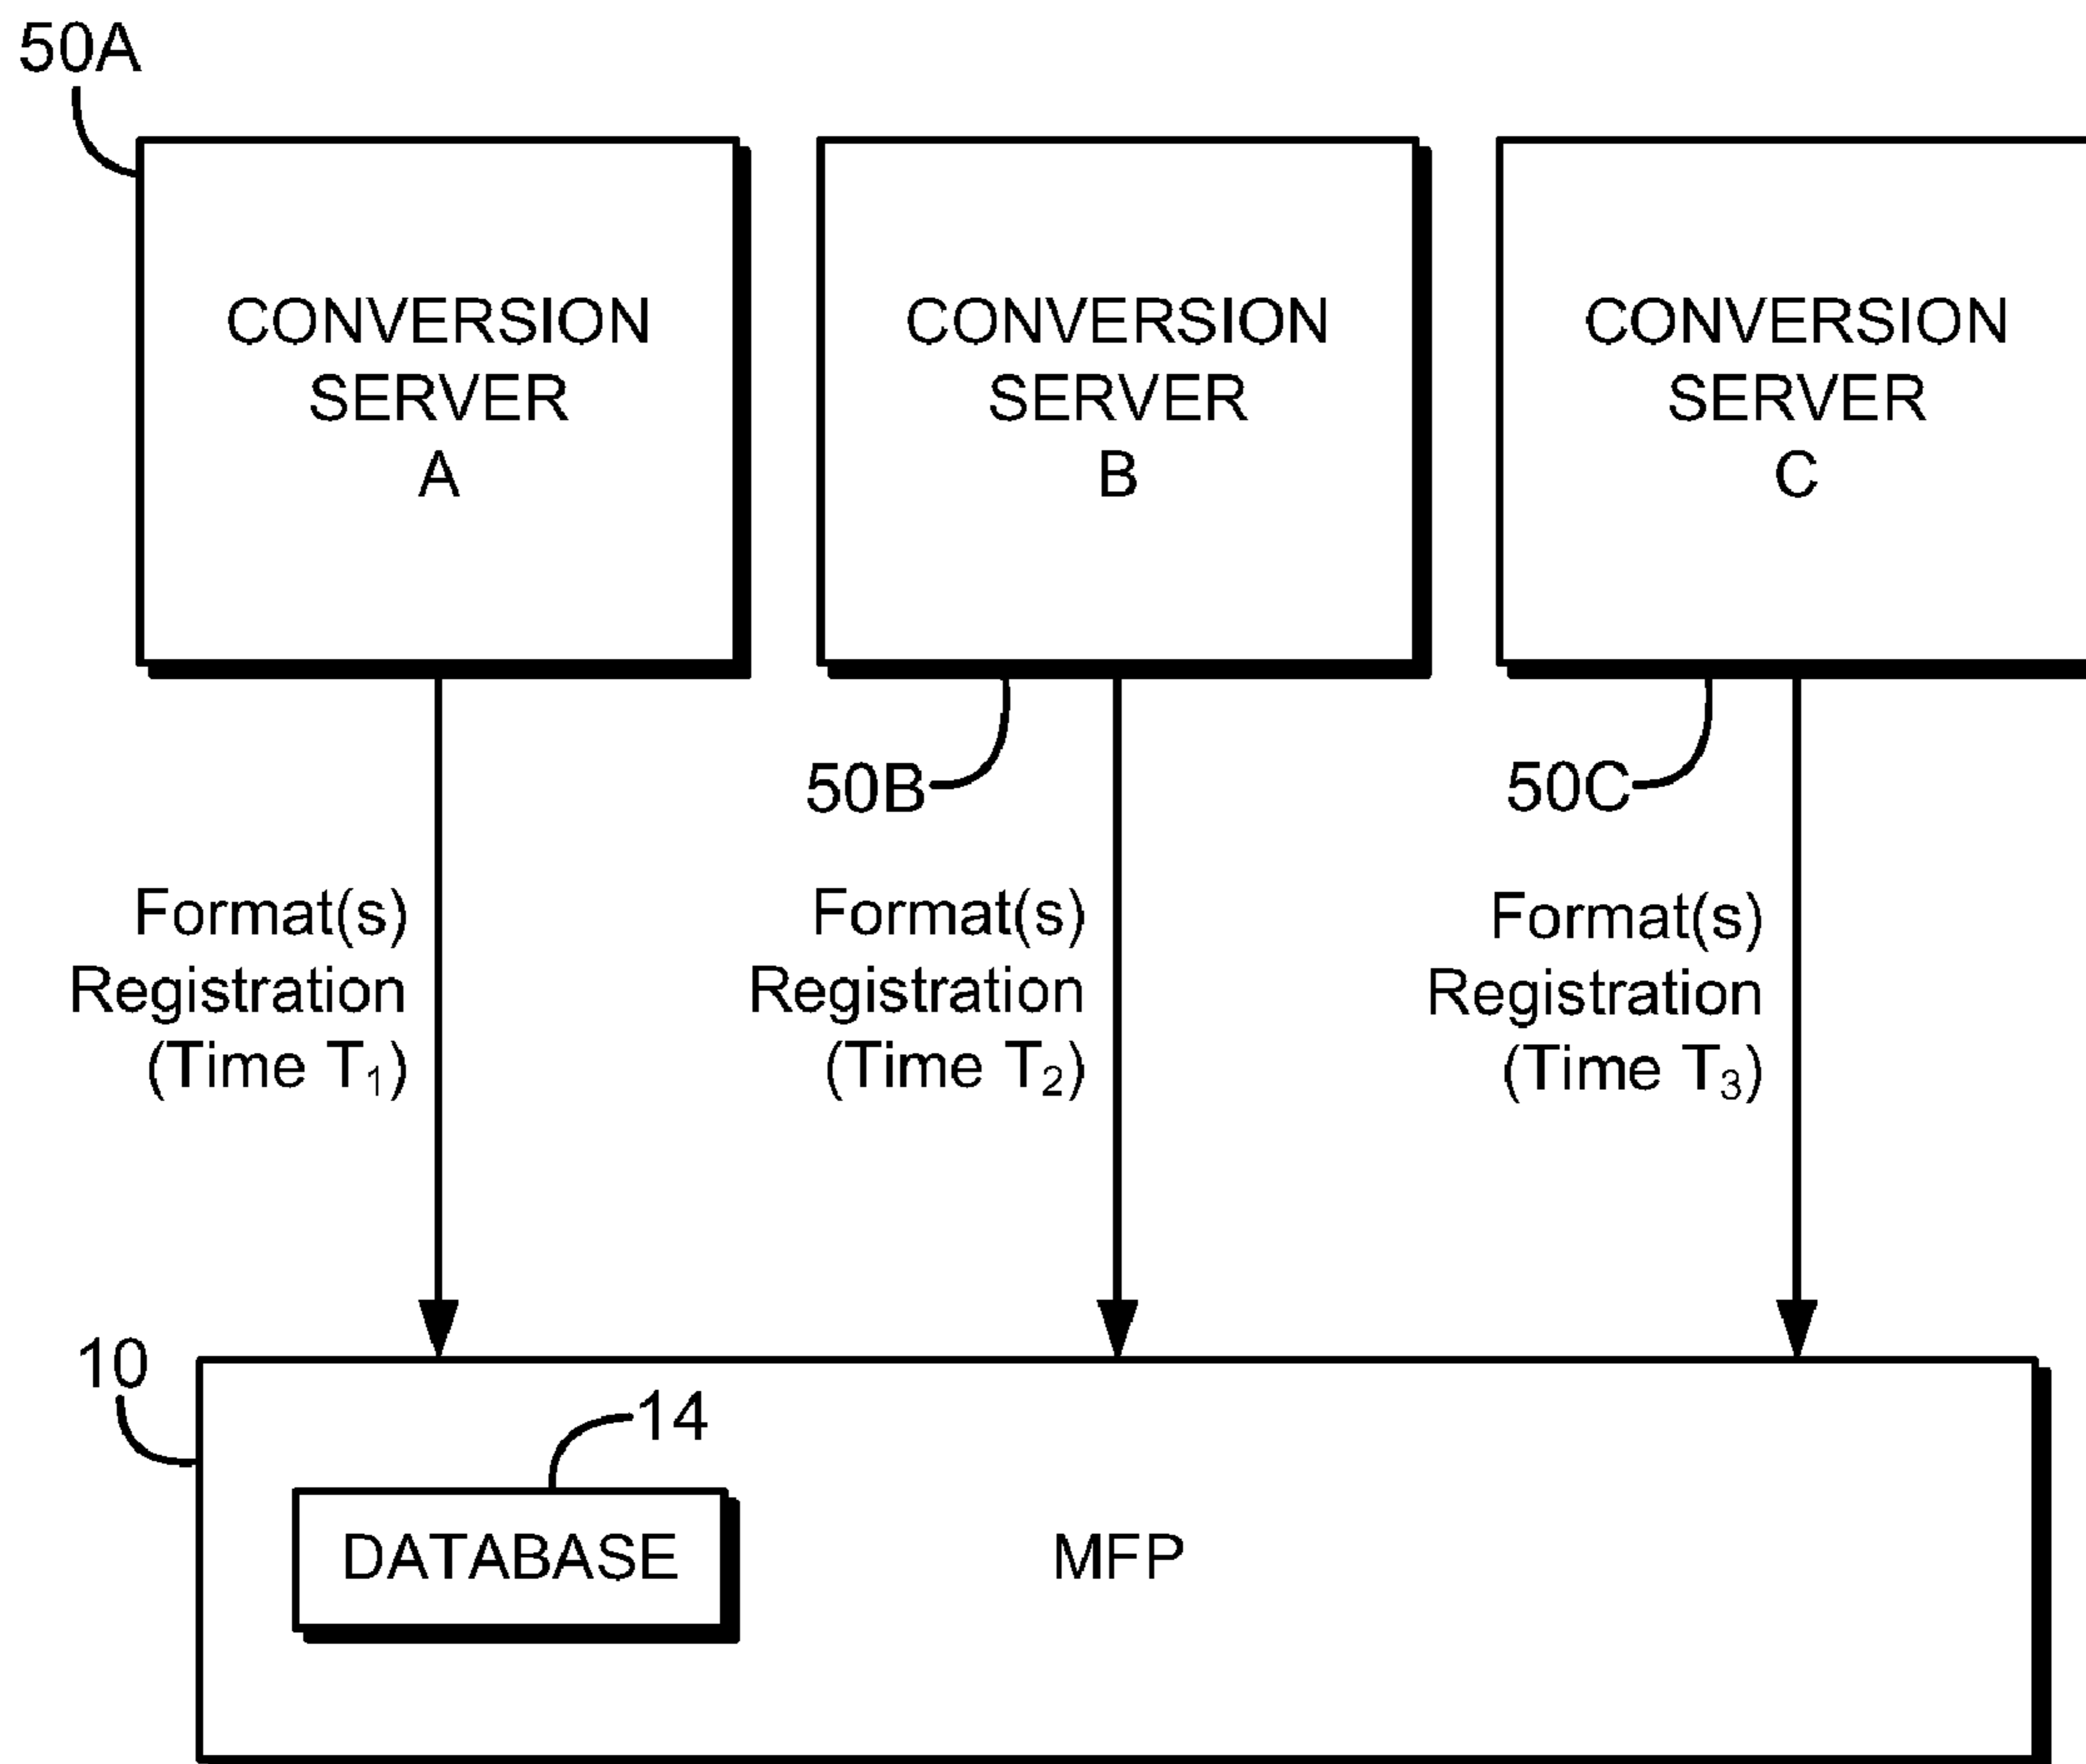 50A
CONVERSION
SERVER
A
CONVERSION
SERVER
B
CONVERSION
SERVER
C
50B
50C
Format(s)
Registration
(Time T₁)
Format(s)
Registration
(Time T₂)
Format(s)
Registration
(Time T₃)
10
14
DATABASE
MFP